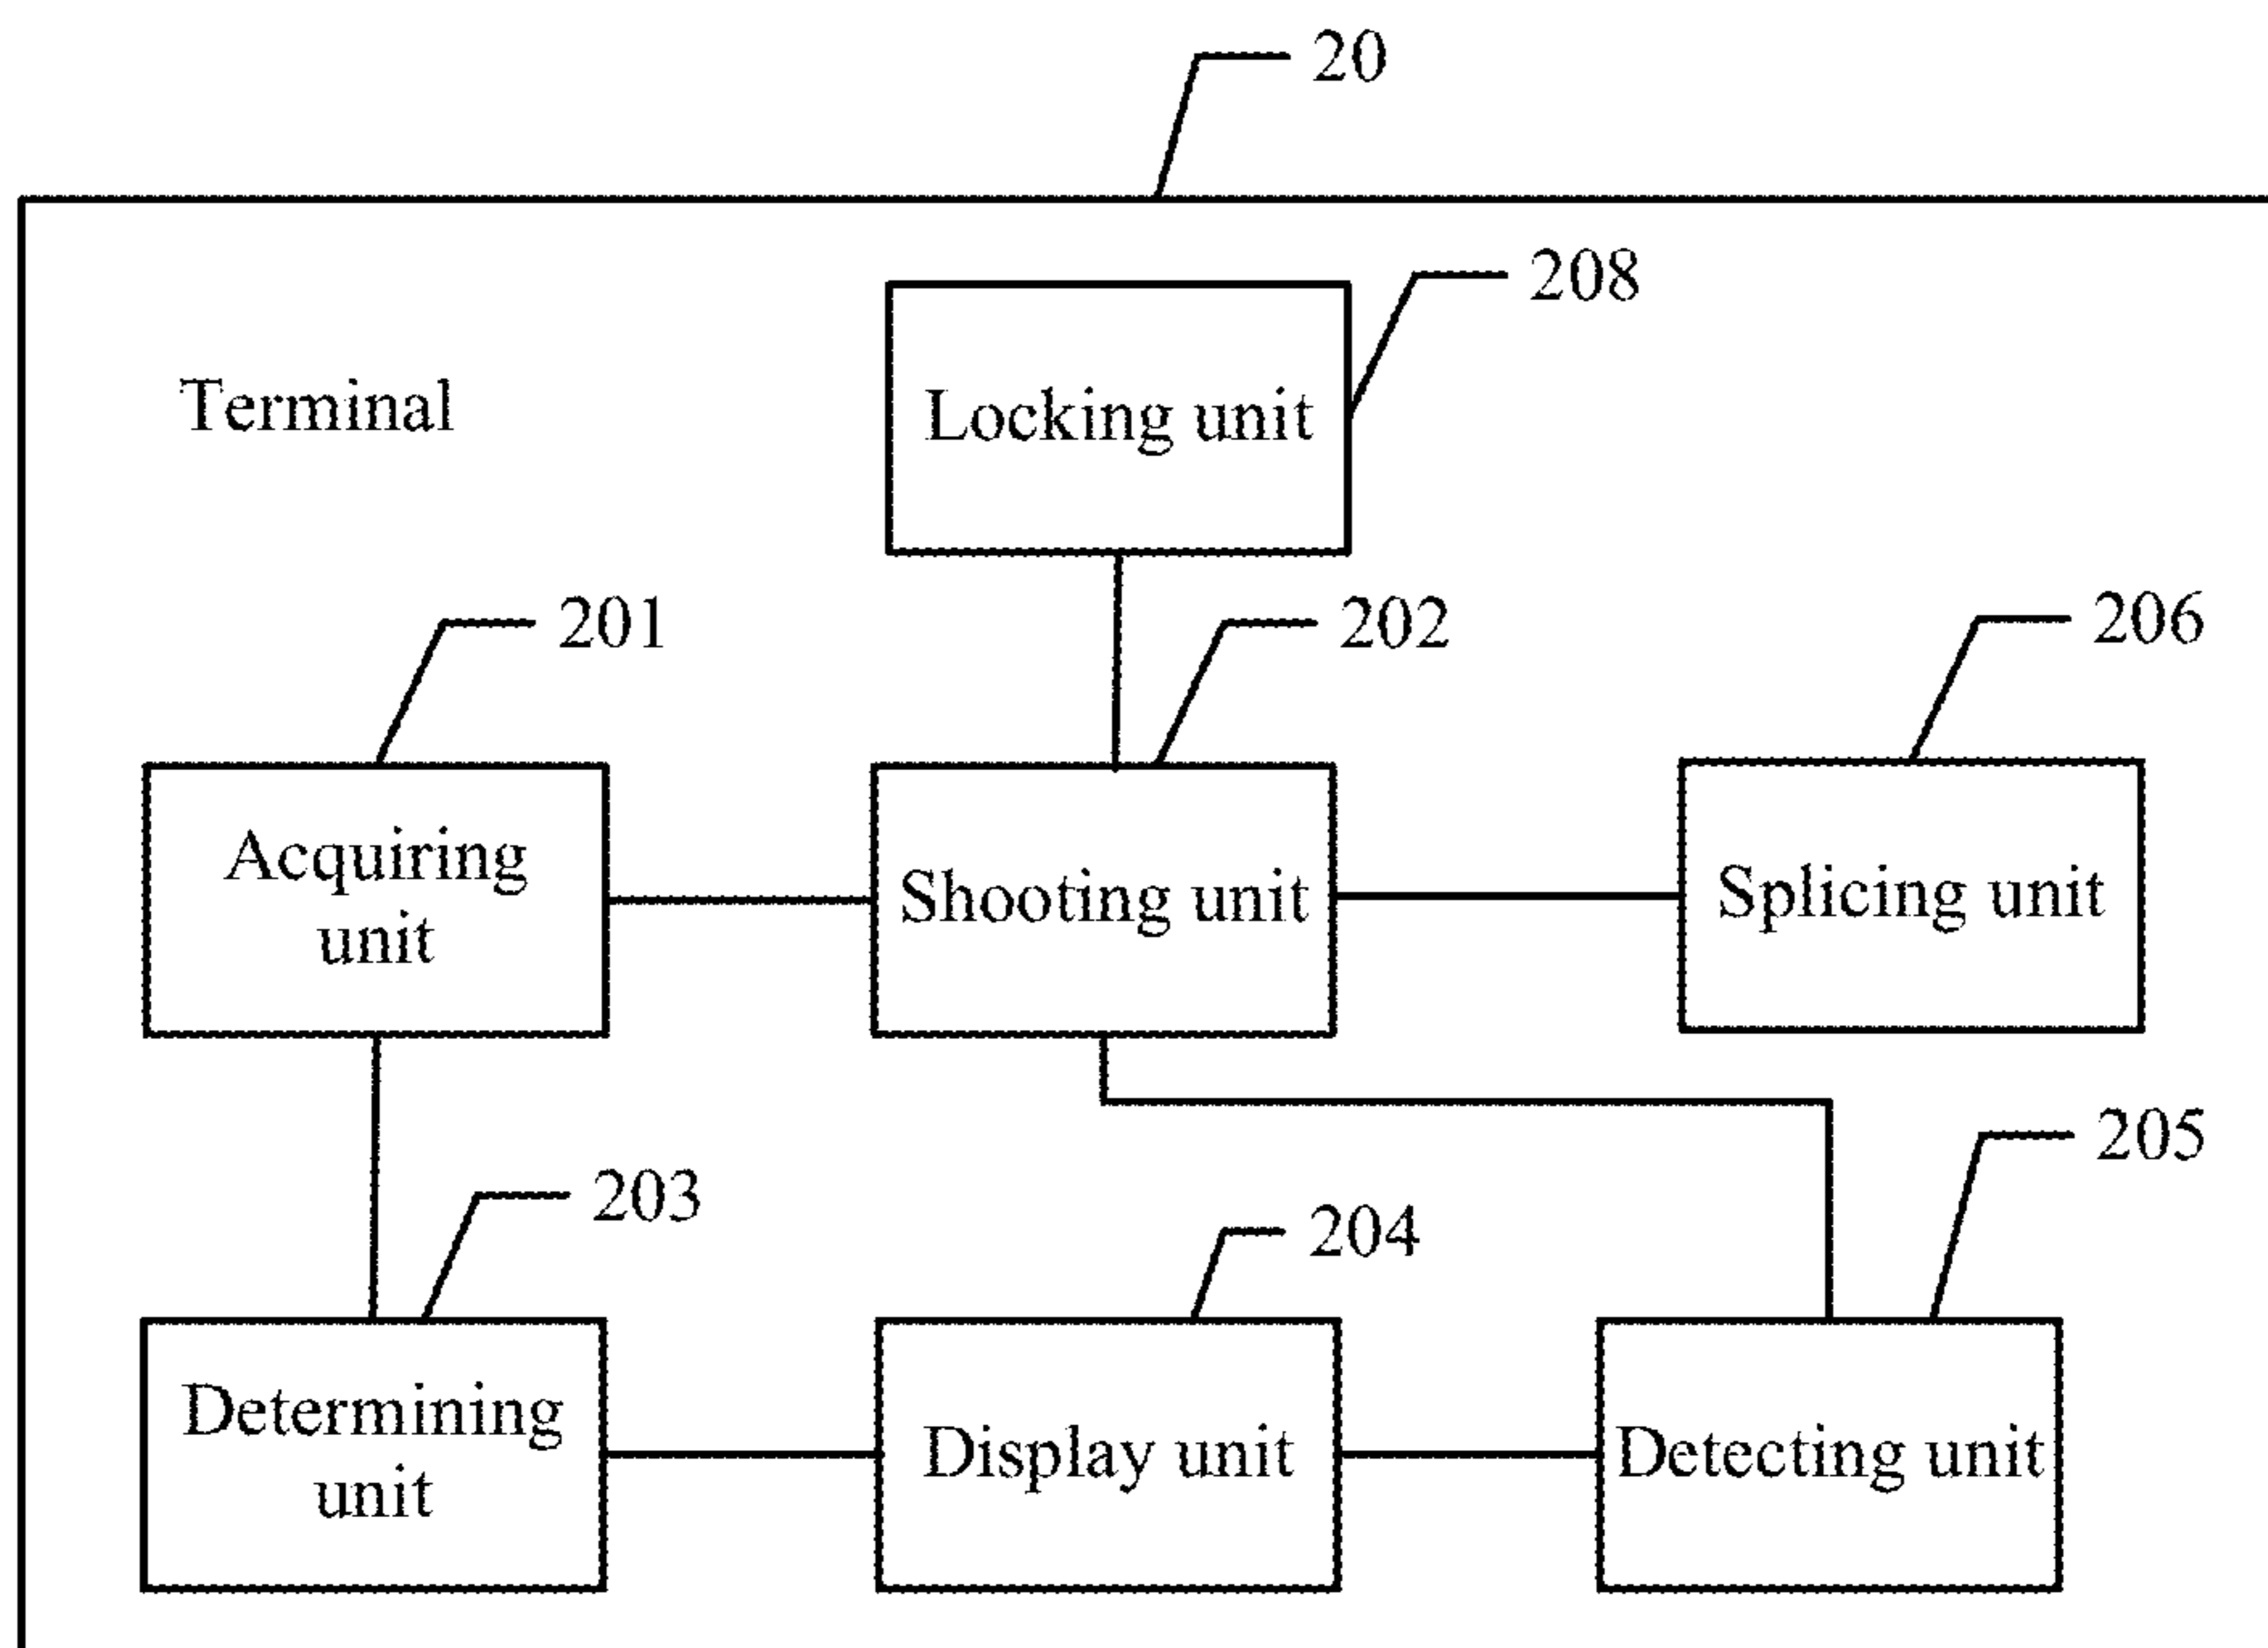 20
208
Terminal
Locking unit
201
202
206
Acquiring
unit
Shooting unit
Splicing unit
205
203
204
Determining
unit
Display unit
Detecting unit